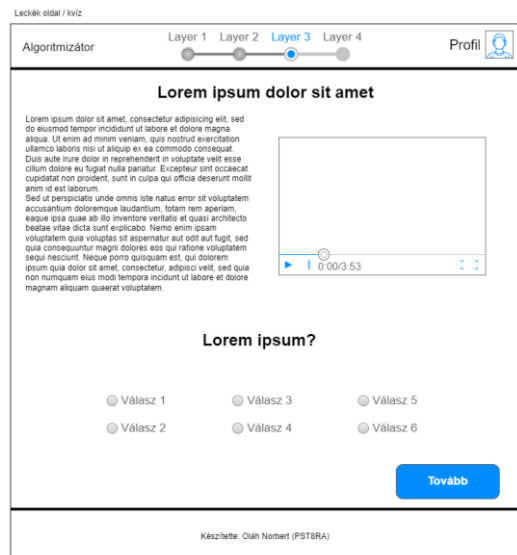 Leckék oldal / kvíz
Algoritmizátor
Layer 1 Layer 2 Layer 3 Layer 4
Profil
Lorem ipsum dolor sit amet
Lorem ipsum dolor sit amet, consectetur adipisicing elit, sed
do eiusmod tempor incididunt ut labore et dolore magna
aliqua. Ut enim ad minim veniam, quis nostrud exercitation
ullamco laboris nisi ut aliquip ex ea commodo consequat.
Duis aute irure dolor in reprehenderit in voluptate velit esse
cillum dolore eu fugiat nulla pariatur. Excepteur sint occaecat
cupidatat non proident, sunt in culpa qui officia deserunt mollit
anim id est laborum.
Sed ut perspiciatis unde omnis iste natus error sit voluptatem
accusantium doloremque laudantium, totam rem aperiam,
eaque ipsa quae ab illo inventore veritatis et quasi architecto
beatae vitae dicta sunt explicabo. Nemo enim ipsam
voluptatem quia voluptas sit aspernatur aut odit aut fugit, sed
quia consequuntur magni dolores eos qui ratione voluptatem
sequi nesciunt. Neque porro quisquam est, qui dolorem
ipsum quia dolor sit amet, consectetur, adipisci velit, sed quia
non numquam eius modi tempora incidunt ut labore et dolore
magnam aliquam quaerat voluptatem.
0:00/3:53
Lorem ipsum?
Válasz 1 Válasz 3 Válasz 5
Válasz 2 Válasz 4 Válasz 6
Tovább
Készítette: Oláh Norbert (PST8RA)